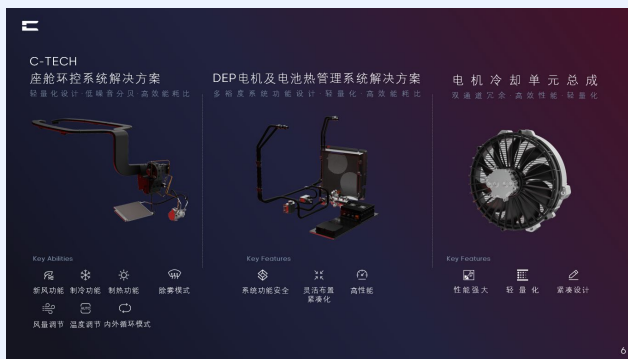 C-TECH
座舱环控系统解决方案
轻量化设计·低噪音分贝·高效能耗比
Key Abilities
新风功能 制冷功能 制热功能 除雾模式
风量调节 温度调节 内外循环模式
DEP电机及电池热管理系统解决方案
多裕度系统功能设计·轻量化·高效能耗比
Key Features
系统功能安全 灵活布置 高性能
紧凑化
电机冷却单元总成
双通道冗余·高效性能·轻量化
Key Features
性能强大 轻量化 紧凑设计
6